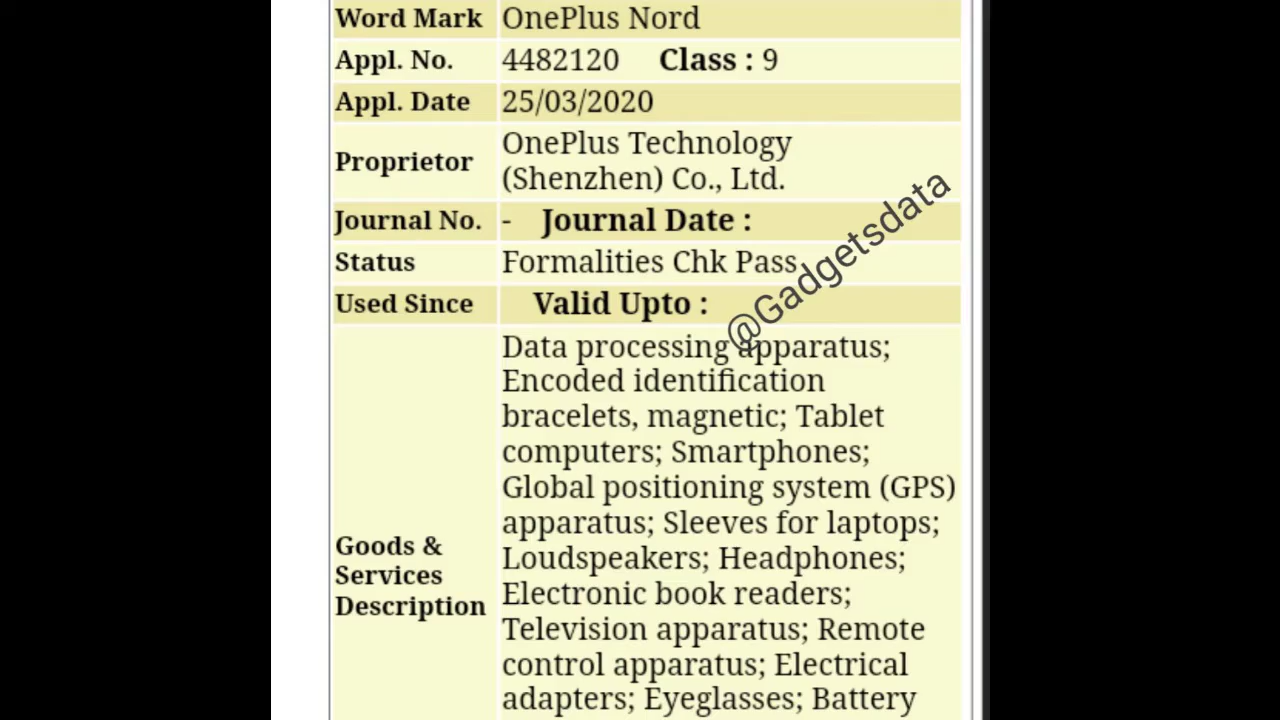 Word Mark OnePlus Nord
Appl. No. 4482120 Class : 9
Appl. Date 25/03/2020
Proprietor OnePlus Technology
(Shenzhen) Co., Ltd.
Journal No. - Journal Date :
Status Formalities Chk Pass
Used Since Valid Upto :
@Gadgetsdata
Goods &
Services
Description
Data processing apparatus;
Encoded identification
bracelets, magnetic; Tablet
computers; Smartphones;
Global positioning system (GPS)
apparatus; Sleeves for laptops;
Loudspeakers; Headphones;
Electronic book readers;
Television apparatus; Remote
control apparatus; Electrical
adapters; Eyeglasses; Battery